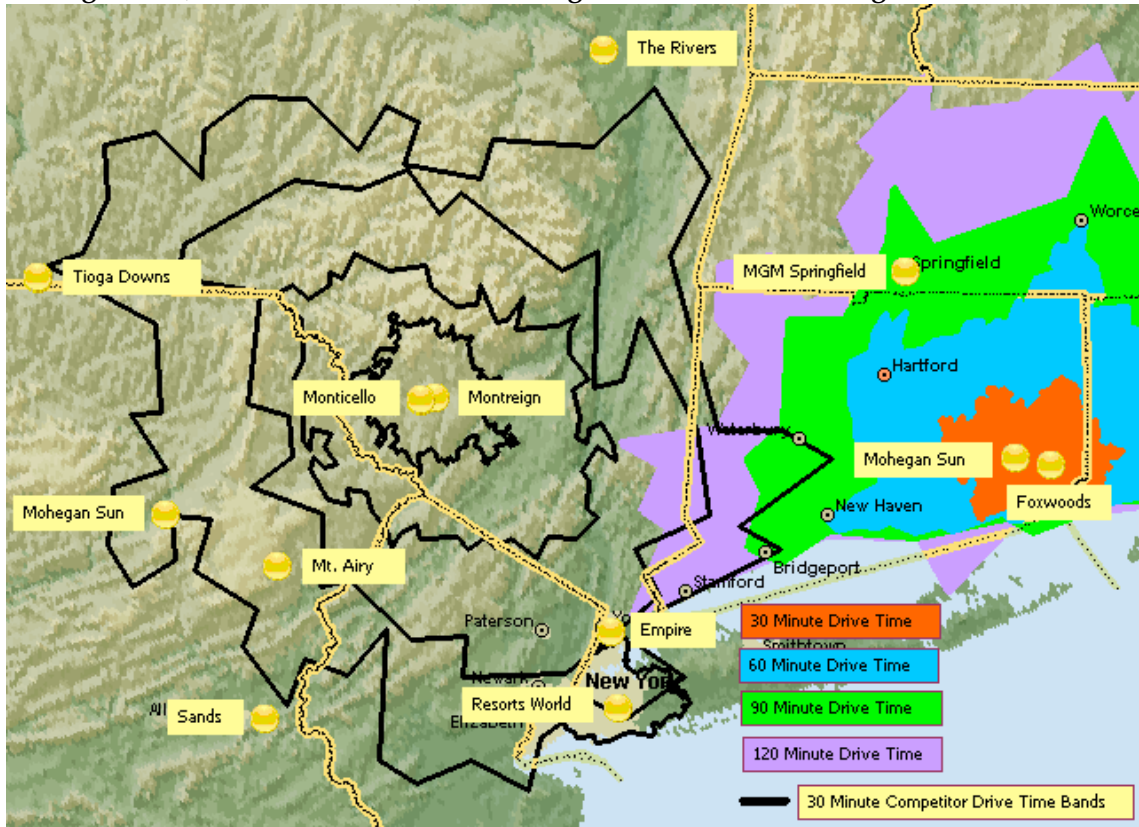 The Rivers
Worce
Tioga Downs
MGM Springfield
Springfield
Hartford
Monticello
Montreign
Waterbury
Mohegan Sun
Foxwoods
Mohegan Sun
New Haven
Mt. Airy
Bridgeport
Stamford
Paterson
Yo
Empire
30 Minute Drive Time
Smithtown
60 Minute Drive Time
Newark
New York
Resorts World
Elizabeth
Al
Sands
90 Minute Drive Time
120 Minute Drive Time
30 Minute Competitor Drive Time Bands